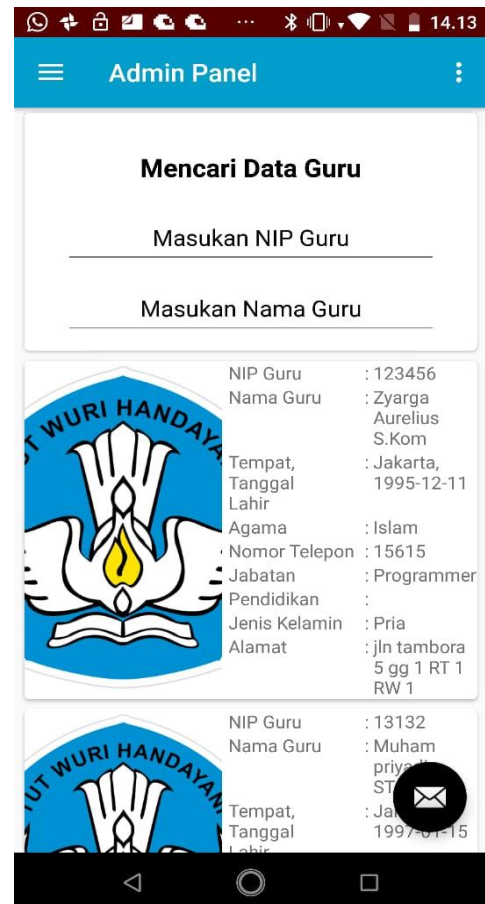 14.13
Admin Panel
Mencari Data Guru
Masukan NIP Guru
Masukan Nama Guru
WURI HANDAYA
NIP Guru : 123456
Nama Guru : Zyarga
Aurelius
S.Kom
Tempat, : Jakarta,
Tanggal 1995-12-11
Lahir
Agama : Islam
Nomor Telepon : 15615
Jabatan : Programmer
Pendidikan :
Jenis Kelamin : Pria
Alamat : jln tambora
5 gg 1 RT 1
RW 1
TUT WURI HANDAYAN
NIP Guru : 13132
Nama Guru : Muham
Tempat, :
Tanggal
Lahir